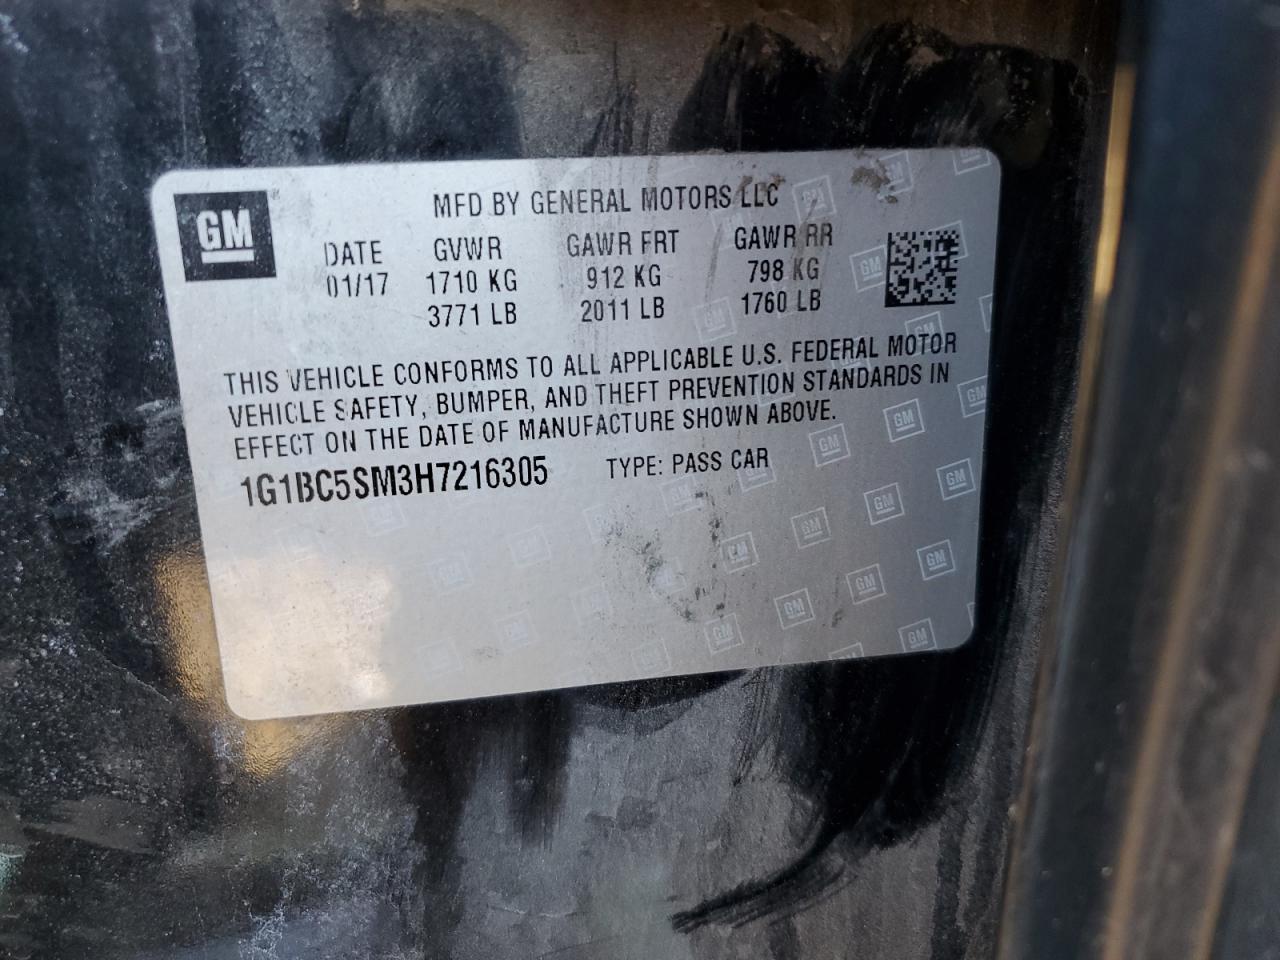 GM
MFD BY GENERAL MOTORS LLC
DATE GVWR GAWR FRT GAWR RR
01/17 1710 KG 912 KG 798 KG
3771 LB 2011 LB 1760 LB
THIS VEHICLE CONFORMS TO ALL APPLICABLE U.S. FEDERAL MOTOR
VEHICLE SAFETY, BUMPER, AND THEFT PREVENTION STANDARDS IN
EFFECT ON THE DATE OF MANUFACTURE SHOWN ABOVE.
1G1BC5SM3H7216305 TYPE: PASS CAR